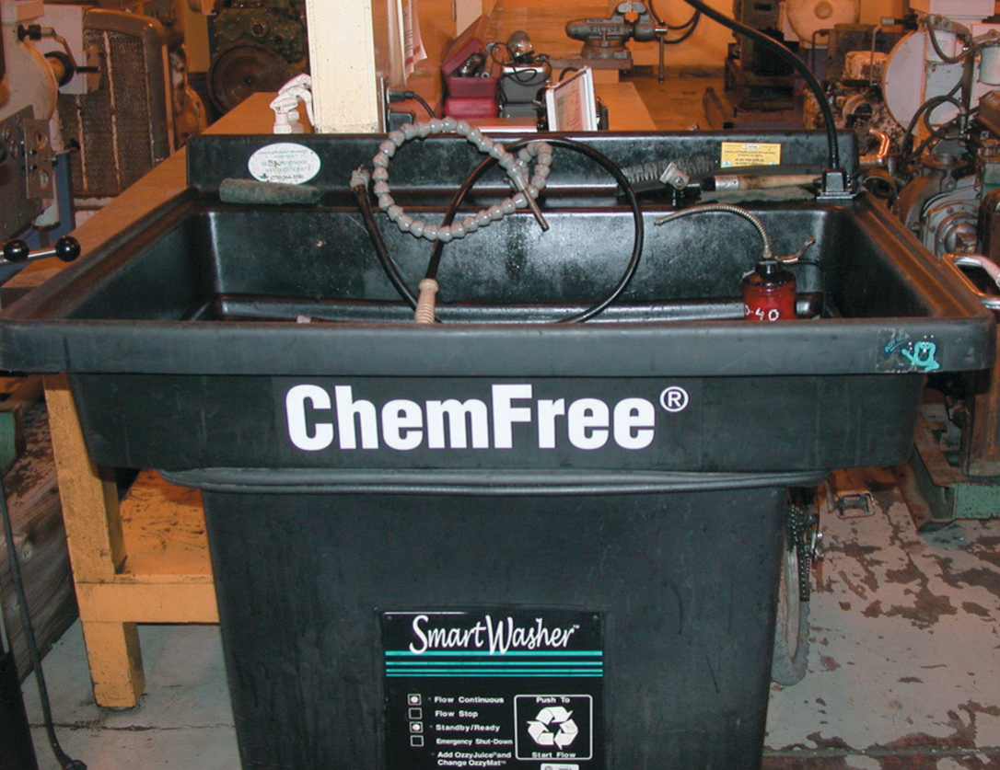 ChemFree®
SmartWasher™
Flow Continuous
Flow Stop
Standby/Ready
Emergency Shut-Down
Add OzzyJuice® and
Change OzzyMat™
Push To
Start Flow
-40